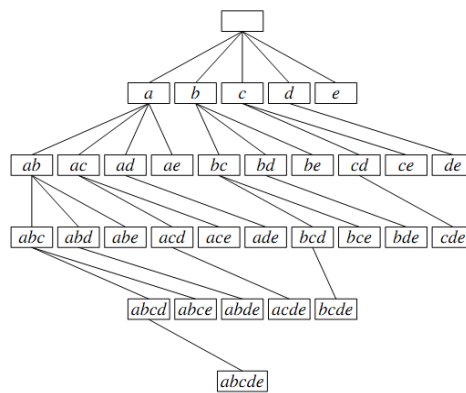 a b c d e
ab ac ad ae bc bd be cd ce de
abc abd abe acd ace ade bcd bce bde cde
abcd abce abde acde bcde
abcde